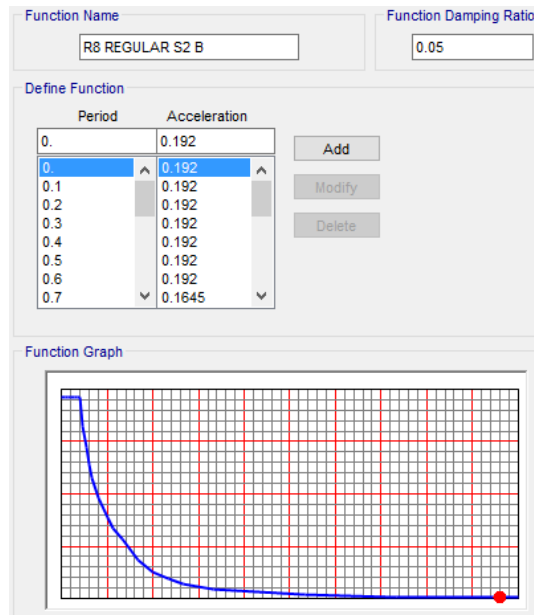 Function Name
Function Damping Ratio
R8 REGULAR S2 B
0.05
Define Function
Period Acceleration
0. 0.192
Add
0. 0.192
0.1 0.192
Modify
0.2 0.192
0.3 0.192
Delete
0.4 0.192
0.5 0.192
0.6 0.192
0.7 0.1645
Function Graph